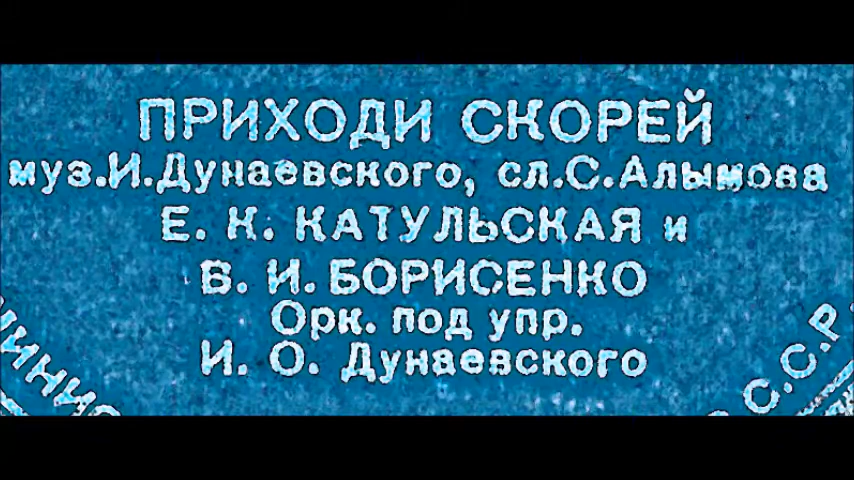 ПРИХОДИ СКОРЕЙ
муз.И.Дунаевского, сл.С.Алымова
Е. К. КАТУЛЬСКАЯ и
В. И. БОРИСЕНКО
Орк. под упр.
И. О. Дунаевского
С.С.Р.